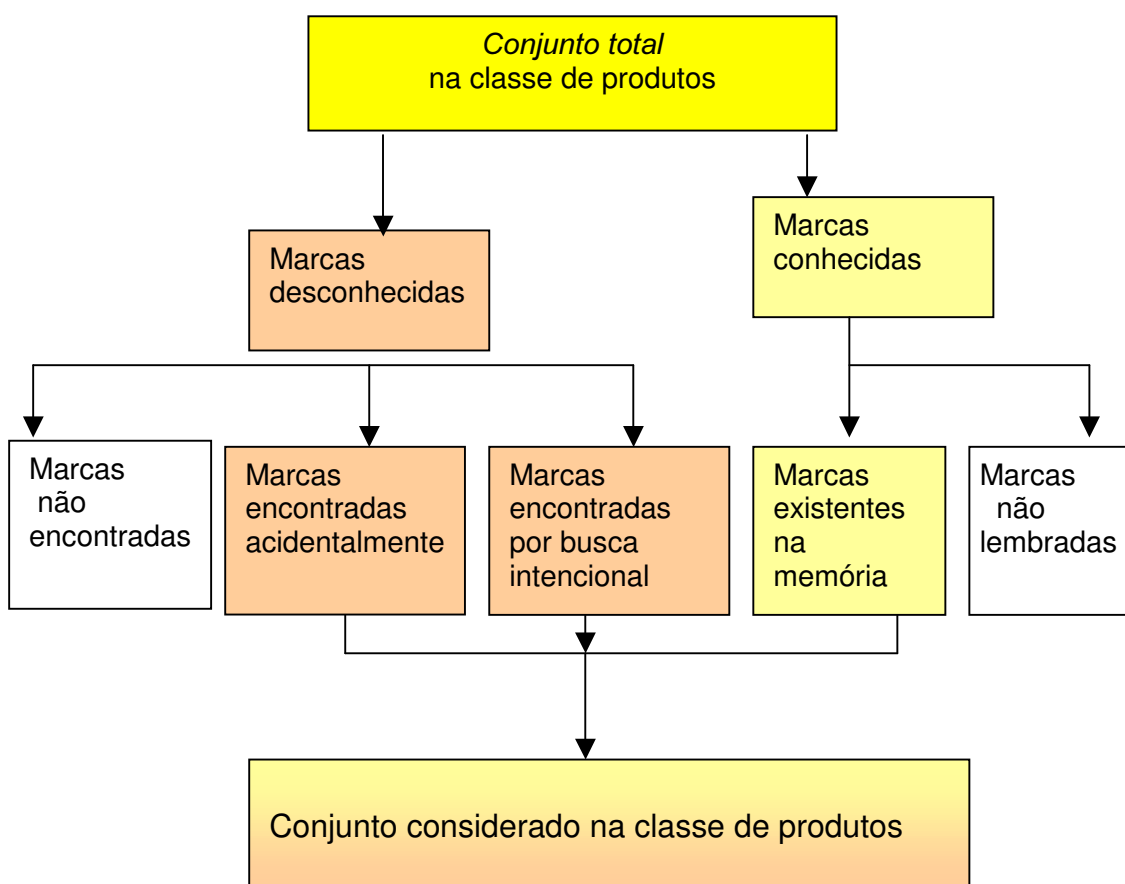 Conjunto total
na classe de produtos
Marcas
desconhecidas
Marcas
conhecidas
Marcas
não
encontradas
Marcas
encontradas
acidentalmente
Marcas
encontradas
por busca
intencional
Marcas
existentes
na
memória
Marcas
não
lembradas
Conjunto considerado na classe de produtos